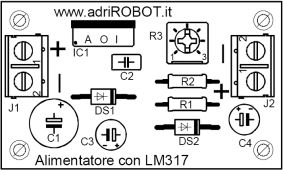 www.adriROBOT.it
IC1
A O I
R3
1 3
+
C2
R2
J1
J2
+
R1
DS1
DS2
+
C1
+
C3
+
C4
Alimentatore con LM317